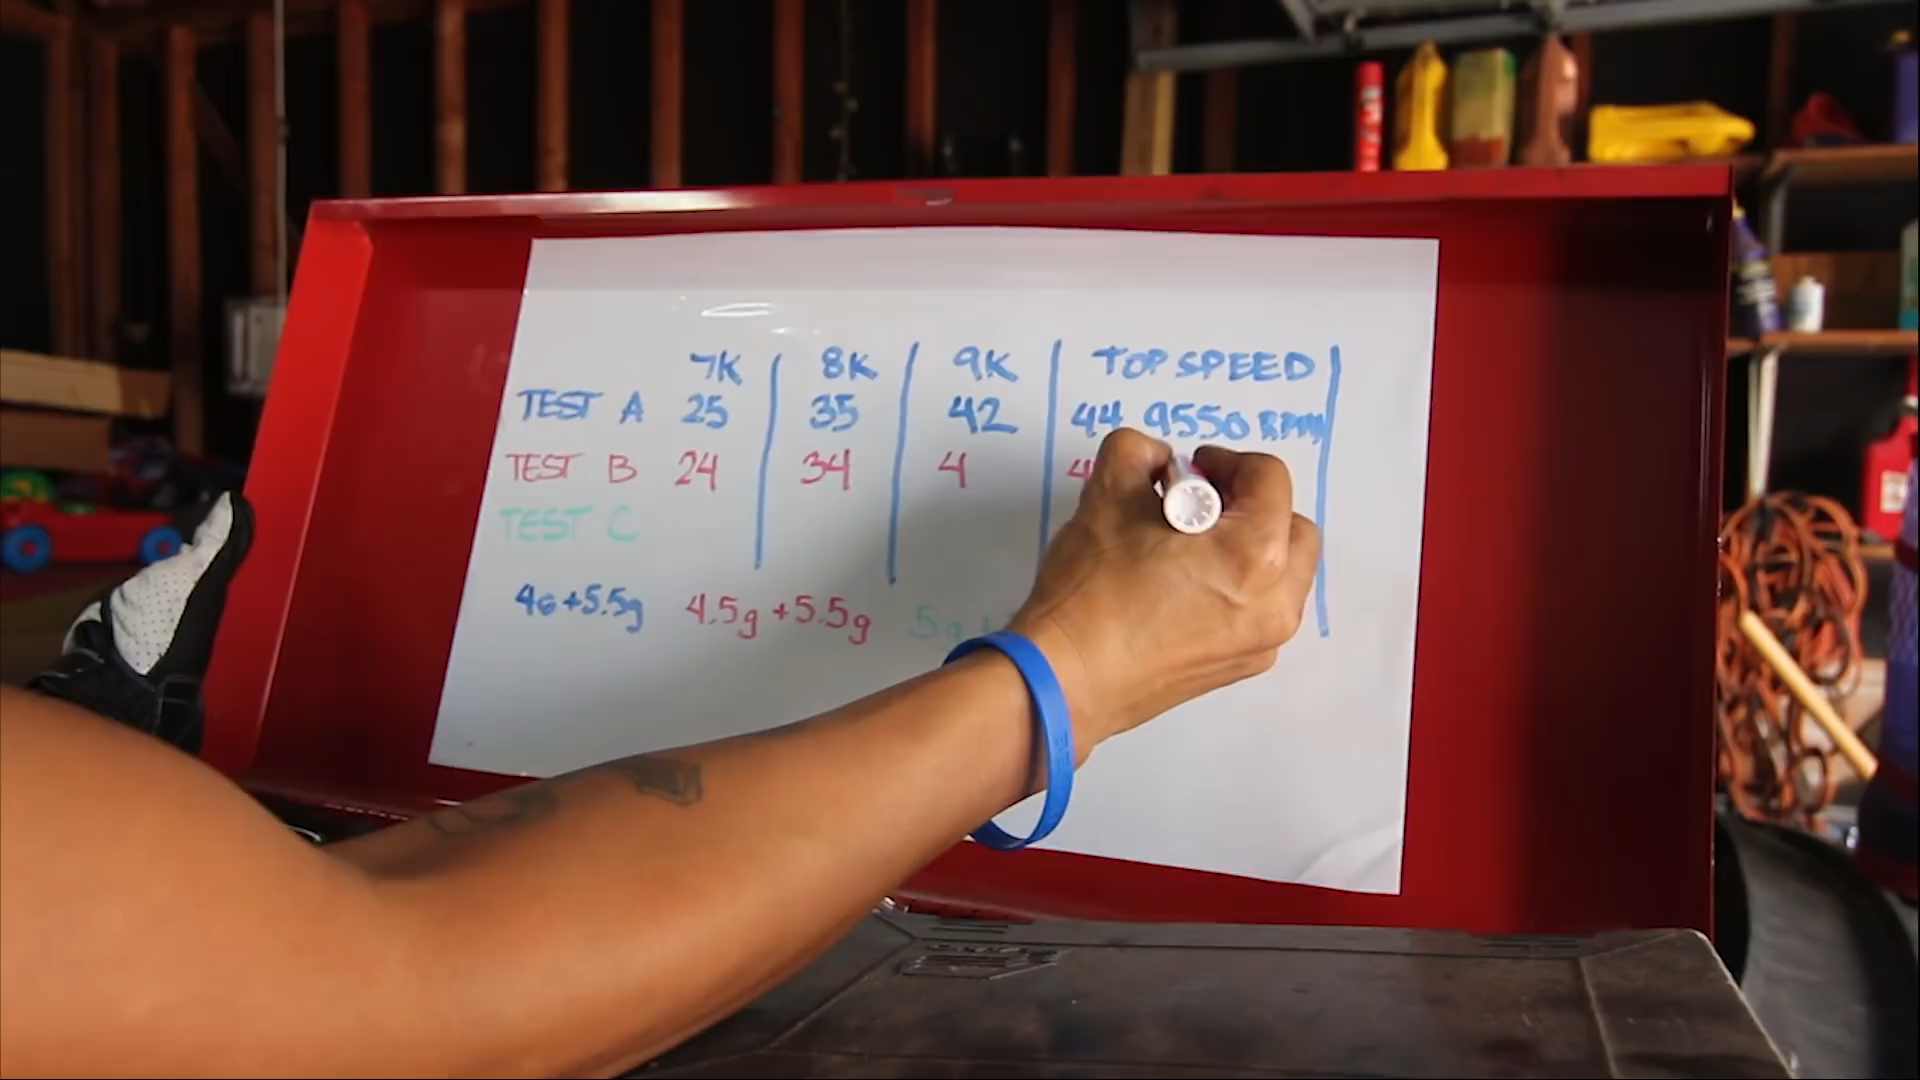 7K 8K 9K TOP SPEED
TEST A 25 35 42 44 9550 RPM
TEST B 24 34 4 4
TEST C
4G+5.5g 4.5g+5.5g 5g